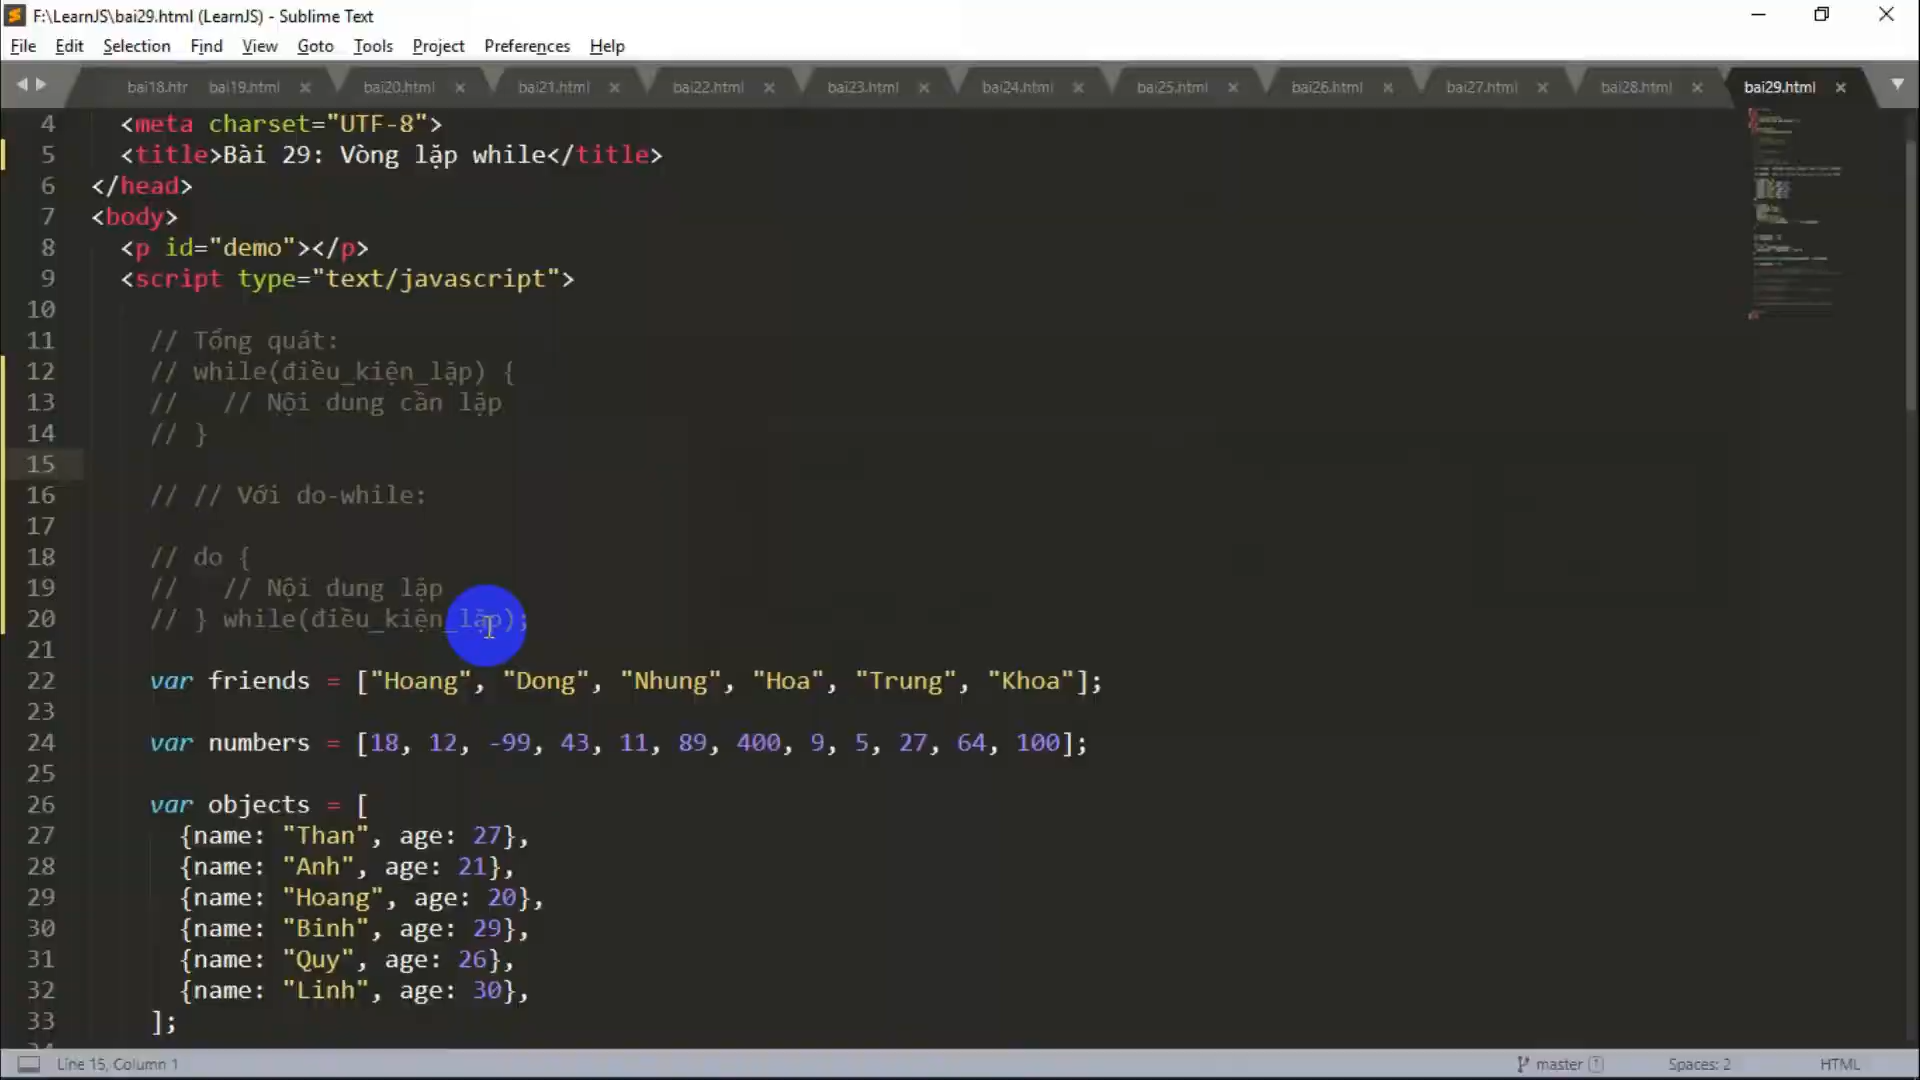 F:\LearnJS\bai29.html (LearnJS) - Sublime Text
File Edit Selection Find View Goto Tools Project Preferences Help
bai18.htr bai19.html bai20.html bai21.html bai22.html bai23.html bai24.html bai25.html bai26.html bai27.html bai28.html bai29.html
4 <meta charset="UTF-8">
5 <title>Bài 29: Vòng lặp while</title>
6 </head>
7 <body>
8 <p id="demo"></p>
9 <script type="text/javascript">
10
11 // Tổng quát:
12 // while(điều_kiện_lặp) {
13 // // Nội dung cần lặp
14 // }
15
16 // // Với do-while:
17
18 // do {
19 // // Nội dung lặp
20 // } while(điều_kiện_lặp);
21
22 var friends = ["Hoang", "Dong", "Nhung", "Hoa", "Trung", "Khoa"];
23
24 var numbers = [18, 12, -99, 43, 11, 89, 400, 9, 5, 27, 64, 100];
25
26 var objects = [
27 {name: "Than", age: 27},
28 {name: "Anh", age: 21},
29 {name: "Hoang", age: 20},
30 {name: "Binh", age: 29},
31 {name: "Quy", age: 26},
32 {name: "Linh", age: 30},
33 ];
Line 15, Column 1 master 1 Spaces: 2 HTML